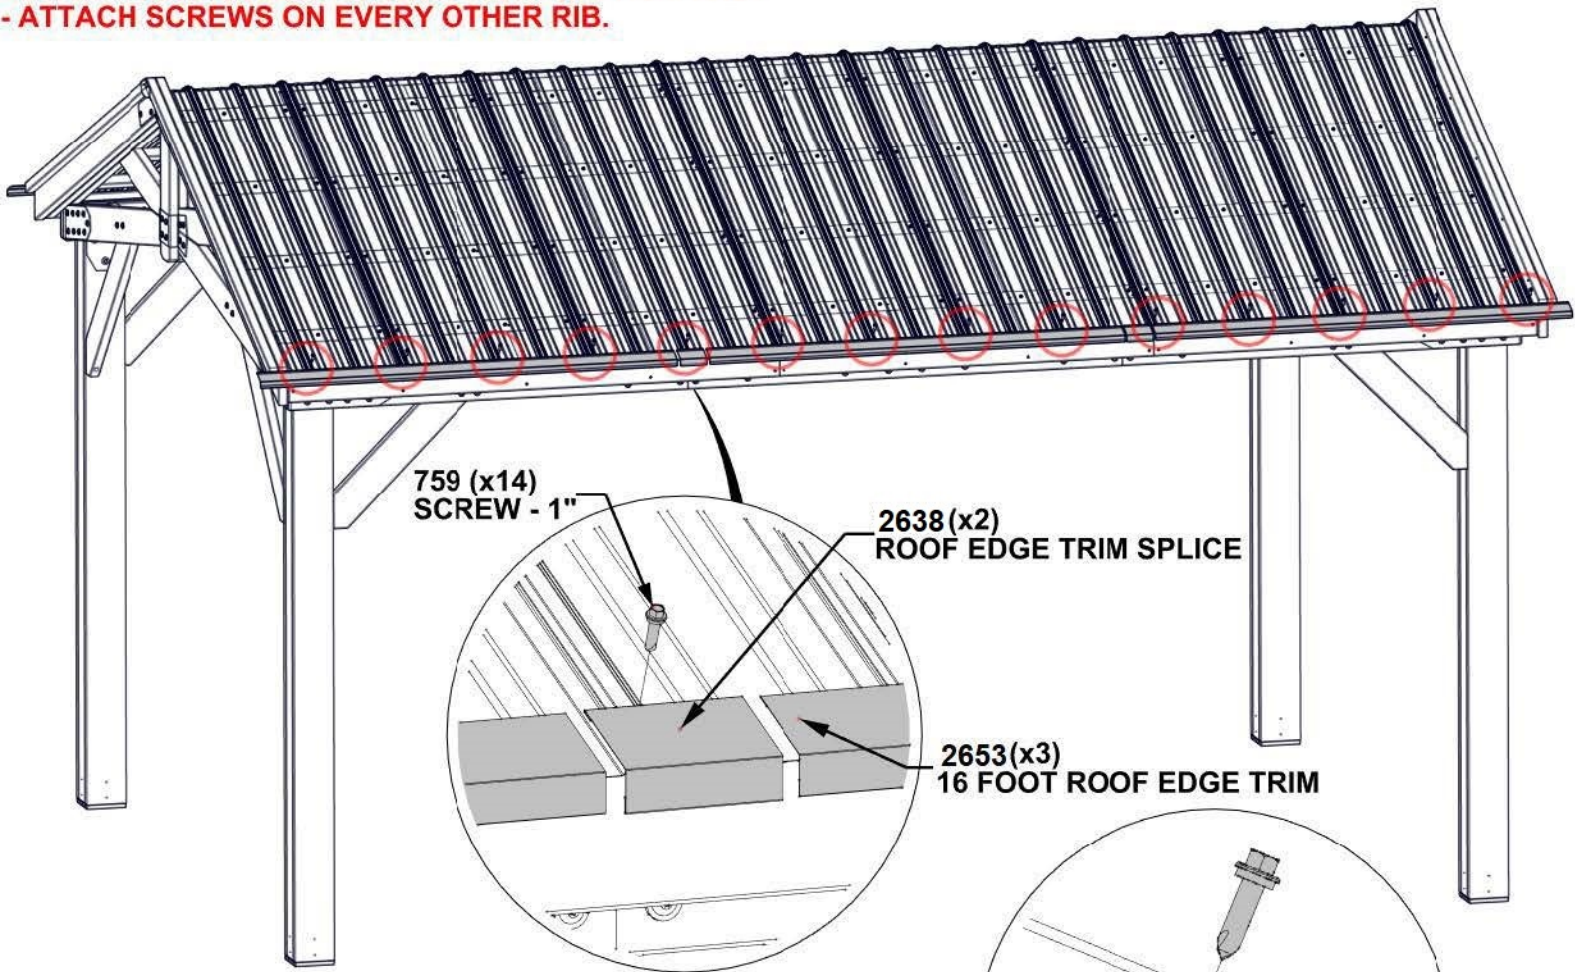 - ATTACH SCREWS ON EVERY OTHER RIB.
759 (x14)
SCREW - 1"
2638(x2)
ROOF EDGE TRIM SPLICE
2653(x3)
16 FOOT ROOF EDGE TRIM